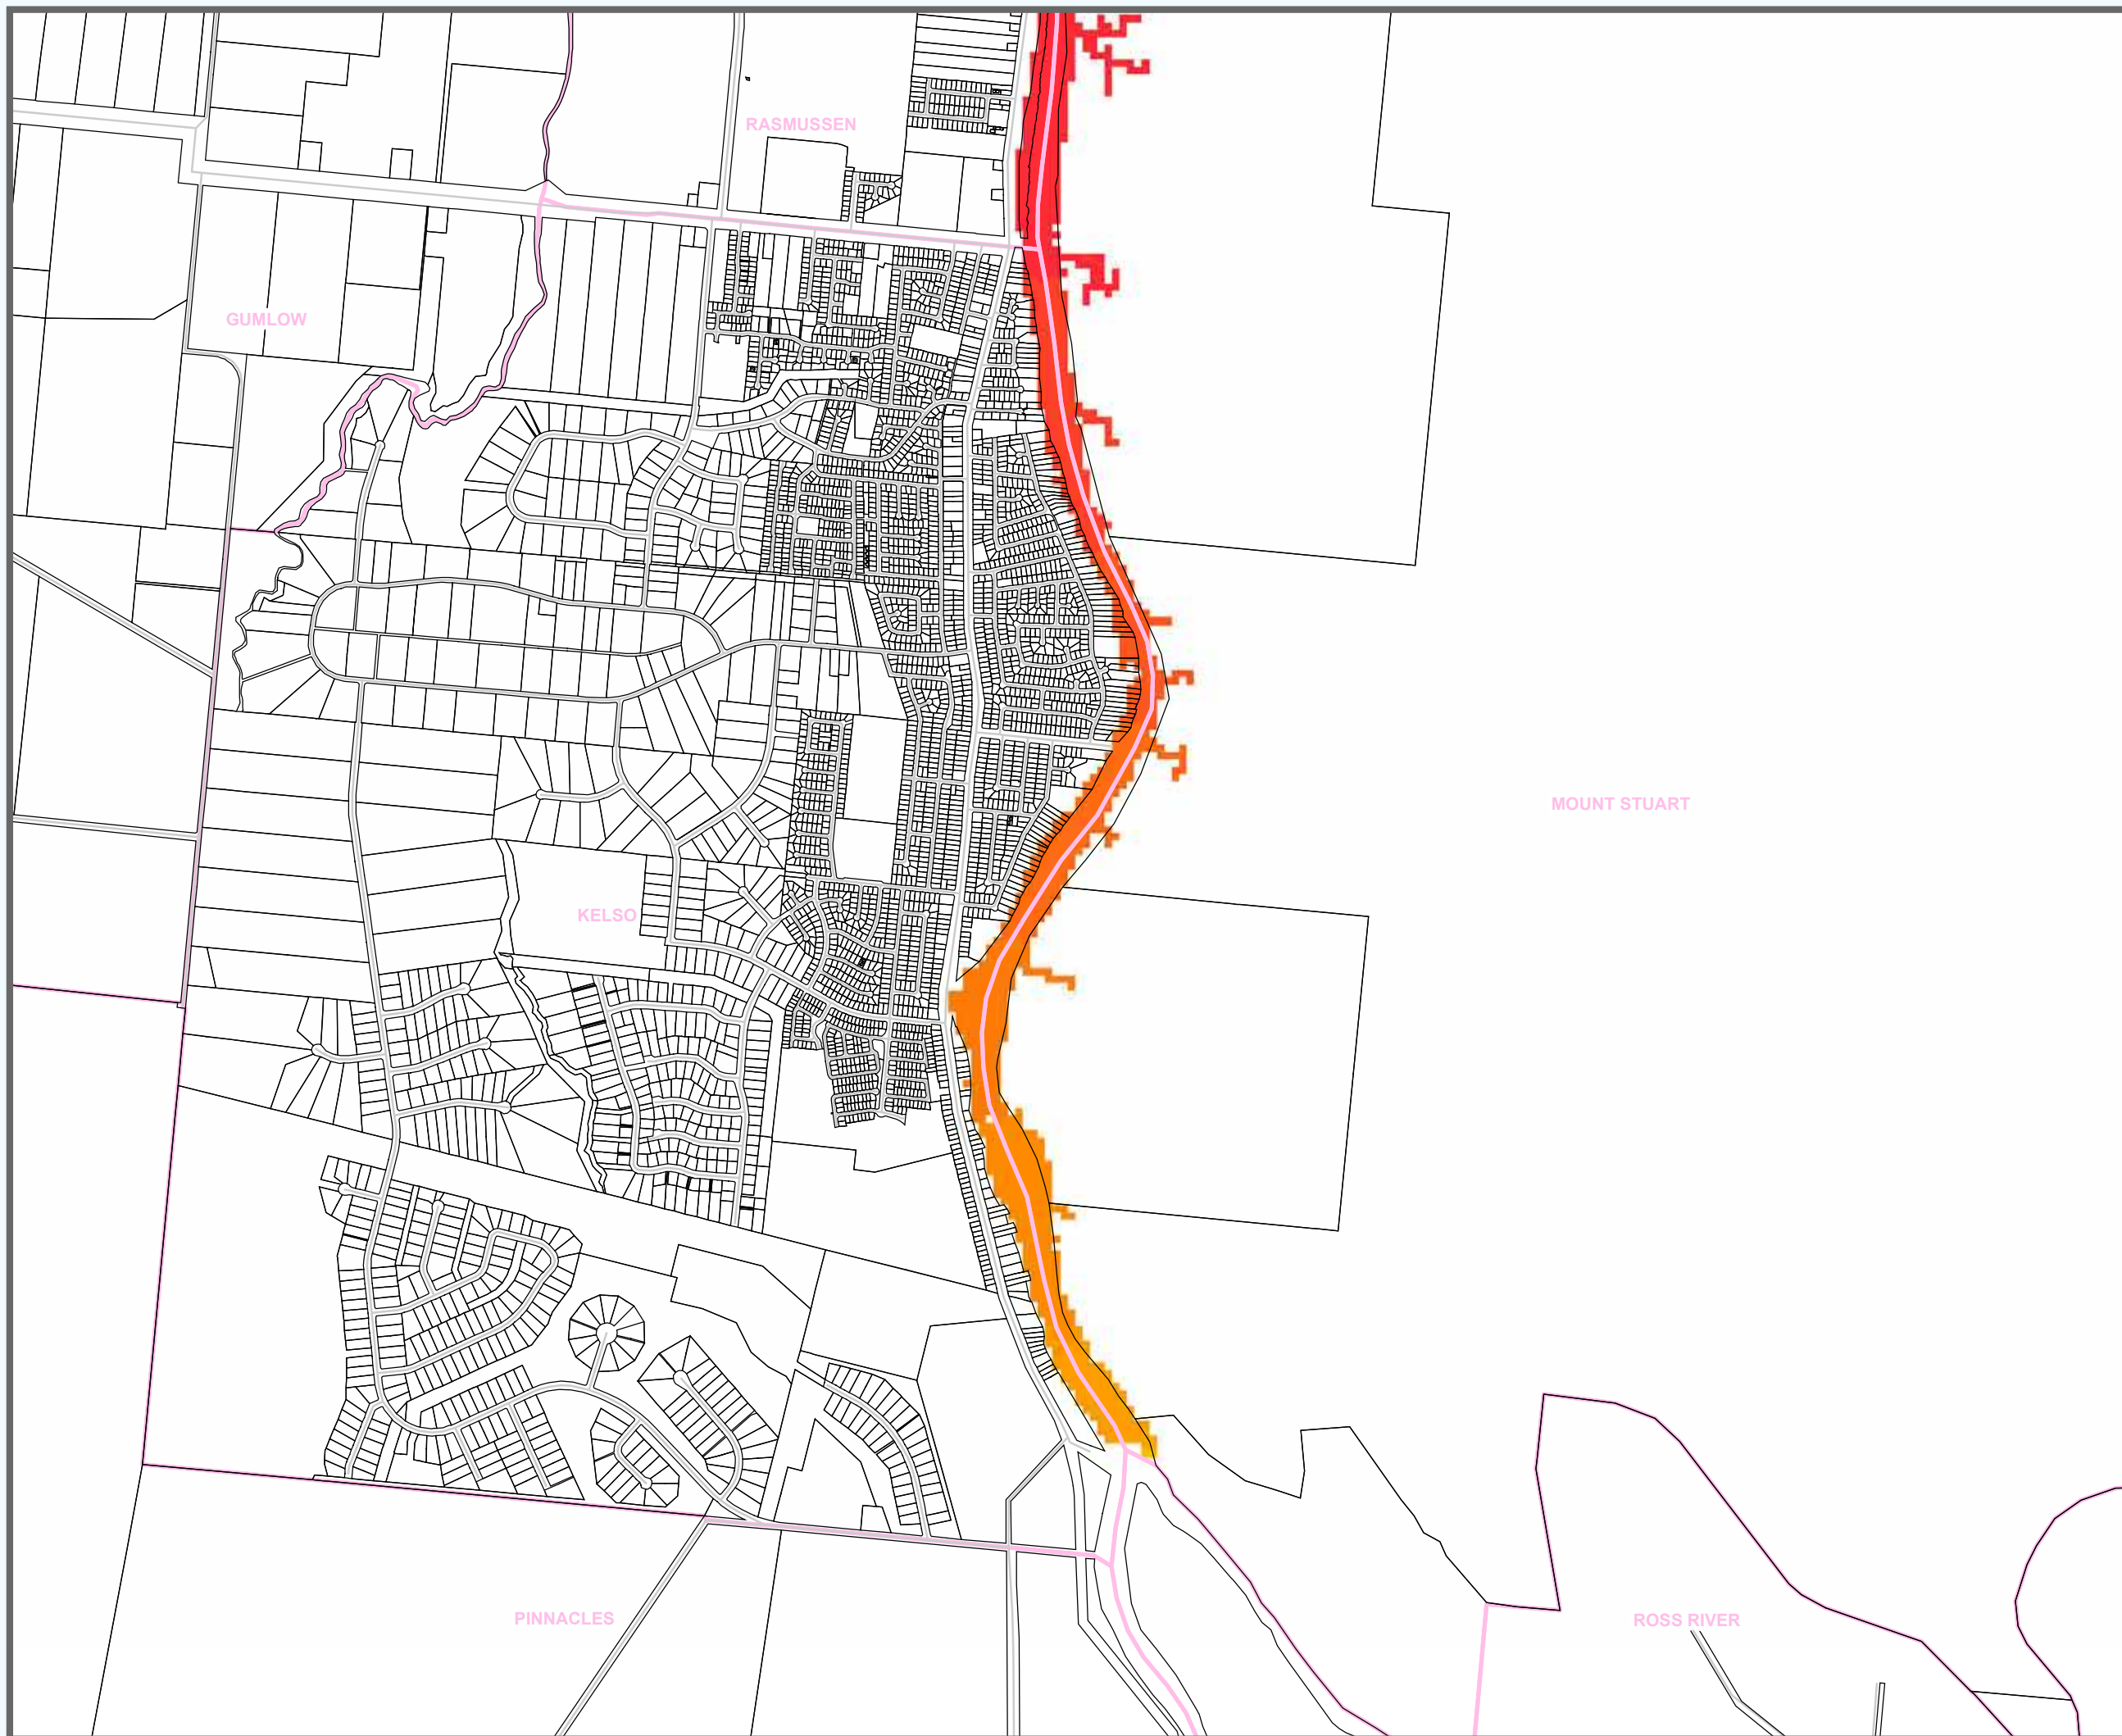 RASMUSSEN
GUMLOW
MOUNT STUART
KELSO
PINNACLES
ROSS RIVER